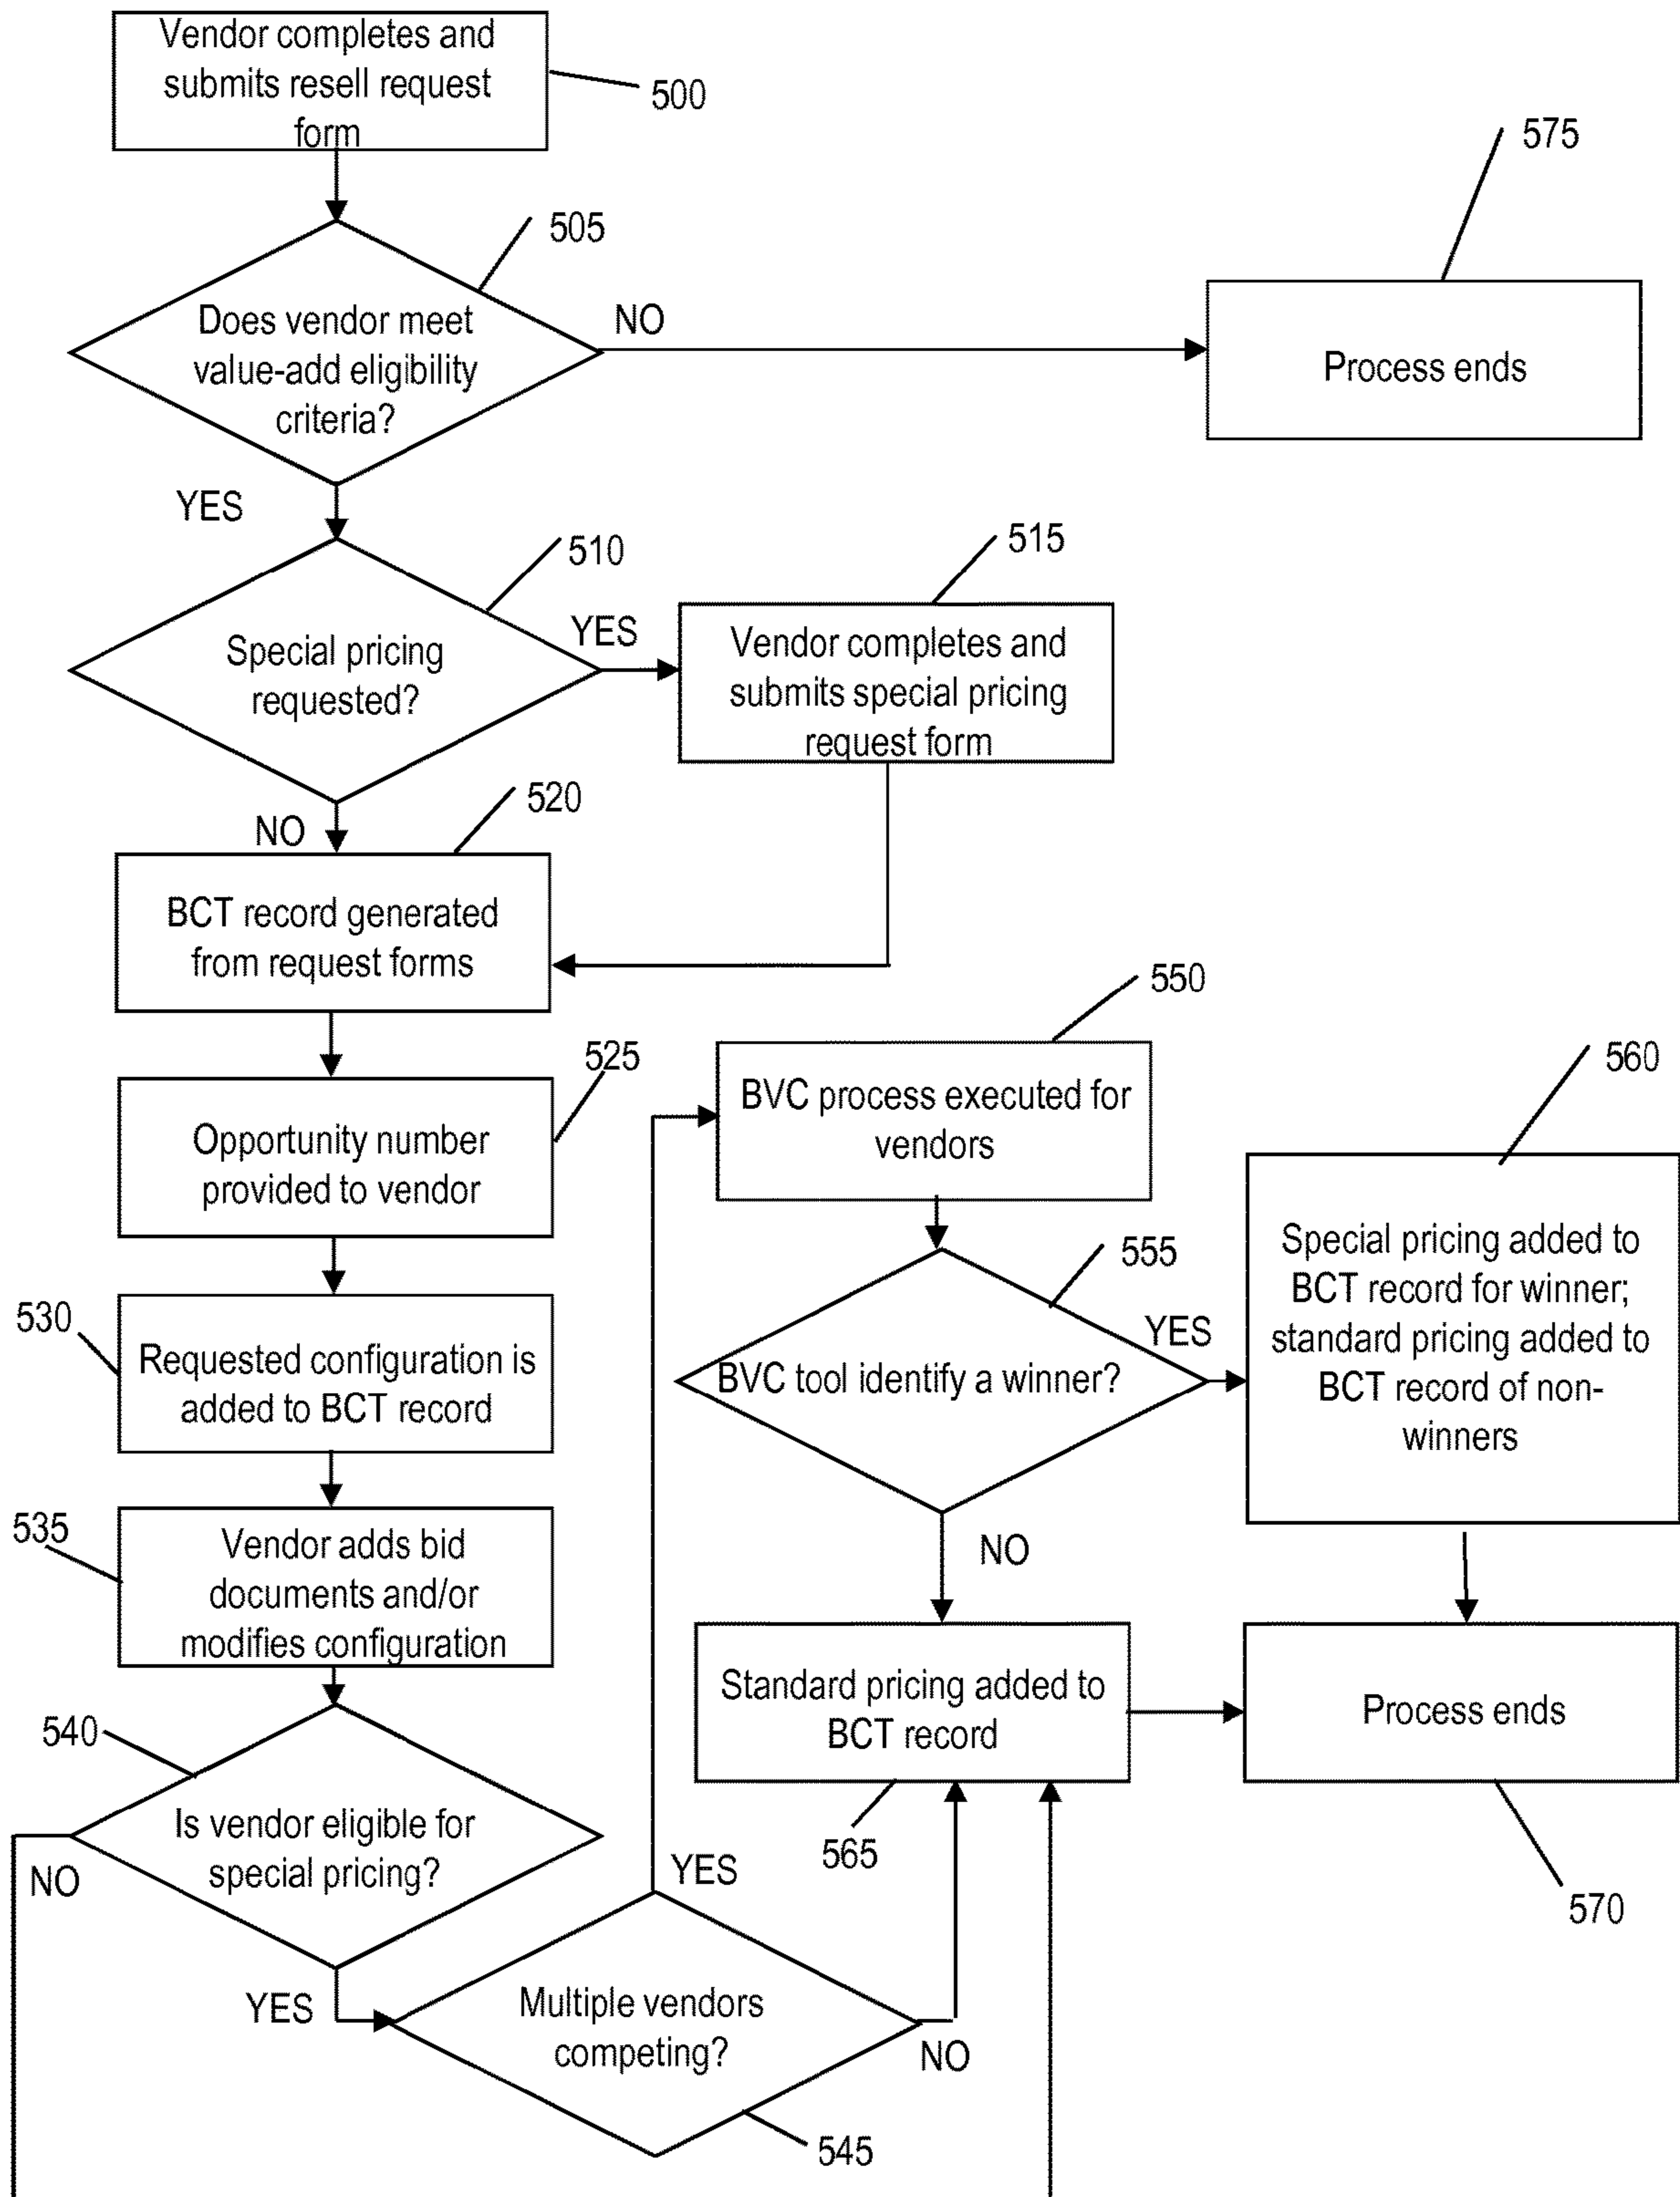 Vendor completes and
submits resell request
form
500
575
505
Does vendor meet
value-add eligibility
criteria?
NO
Process ends
YES
510
515
Special pricing
requested?
YES
Vendor completes and
submits special pricing
request form
NO
520
BCT record generated
from request forms
525
Opportunity number
provided to vendor
530
Requested configuration is
added to BCT record
535
Vendor adds bid
documents and/or
modifies configuration
540
Is vendor eligible for
special pricing?
NO
YES
Multiple vendors
competing?
YES
NO
545
550
BVC process executed for
vendors
555
BVC tool identify a winner?
YES
560
Special pricing added to
BCT record for winner;
standard pricing added to
BCT record of non-
winners
NO
Standard pricing added to
BCT record
565
Process ends
570